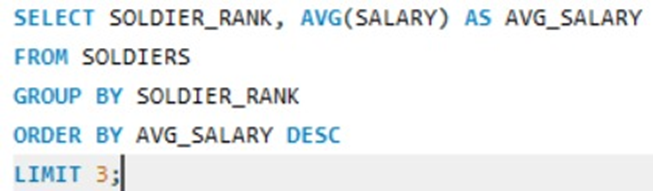 SELECT SOLDIER_RANK, AVG(SALARY) AS AVG_SALARY
FROM SOLDIERS
GROUP BY SOLDIER_RANK
ORDER BY AVG_SALARY DESC
LIMIT 3;